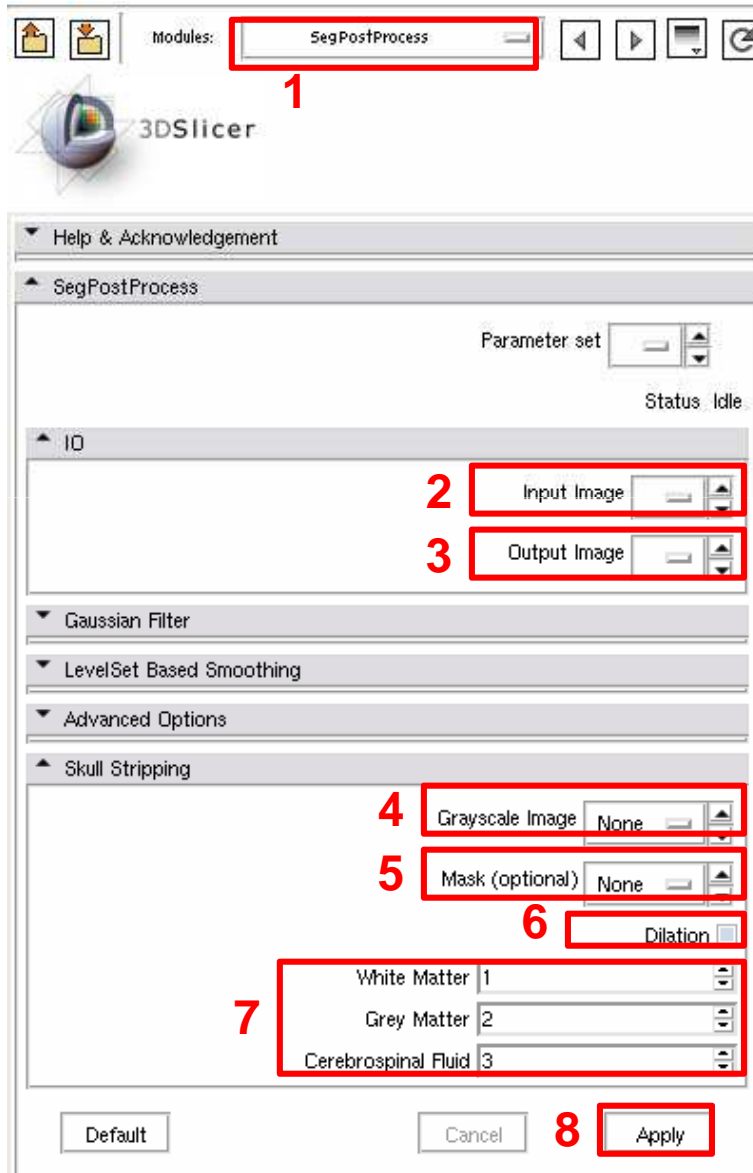 Modules: SegPostProcess
1
3DSlicer
Help & Acknowledgement
SegPostProcess
Parameter set
Status Idle
IO
2 Input Image
3 Output Image
Gaussian Filter
LevelSet Based Smoothing
Advanced Options
Skull Stripping
4 Grayscale Image None
5 Mask (optional) None
6 Dilation
White Matter 1
7 Grey Matter 2
Cerebrospinal Fluid 3
Default Cancel 8 Apply